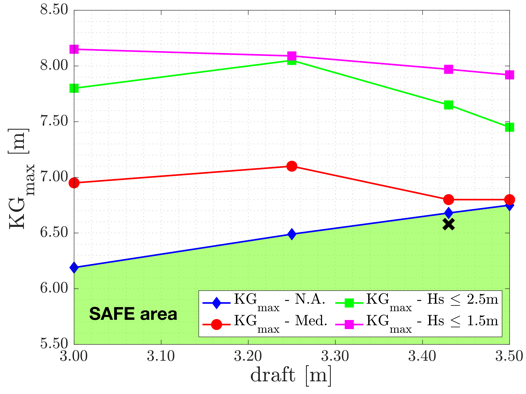 8.50
8.00
7.50
7.00
6.50
6.00
5.50
KGmax [m]
SAFE area
KGmax - N.A.
KGmax - Hs ≤ 2.5m
KGmax - Med.
KGmax - Hs ≤ 1.5m
3.00 3.10 3.20 3.30 3.40 3.50
draft [m]